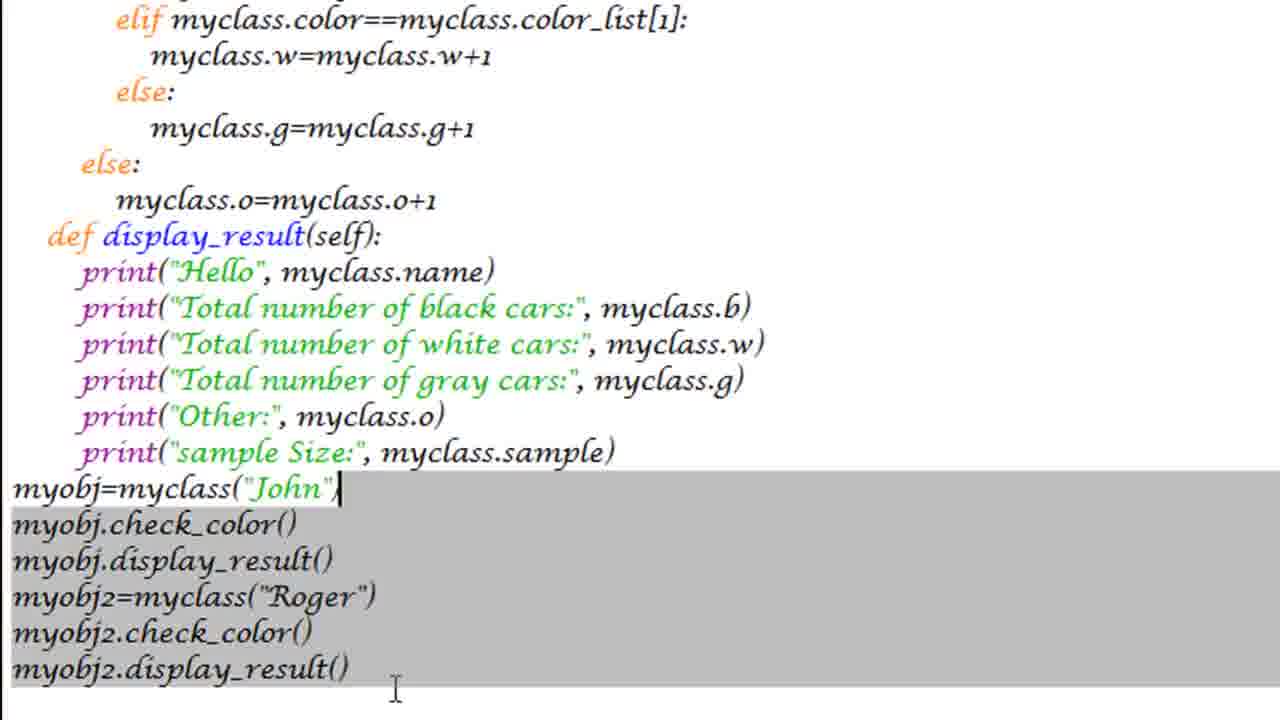 elif myclass.color==myclass.color_list[1]:
myclass.w=myclass.w+1
else:
myclass.g=myclass.g+1
else:
myclass.o=myclass.o+1
def display_result(self):
print("Hello", myclass.name)
print("Total number of black cars:", myclass.b)
print("Total number of white cars:", myclass.w)
print("Total number of gray cars:", myclass.g)
print("Other:", myclass.o)
print("sample Size:", myclass.sample)
myobj=myclass("John")
myobj.check_color()
myobj.display_result()
myobj2=myclass("Roger")
myobj2.check_color()
myobj2.display_result()